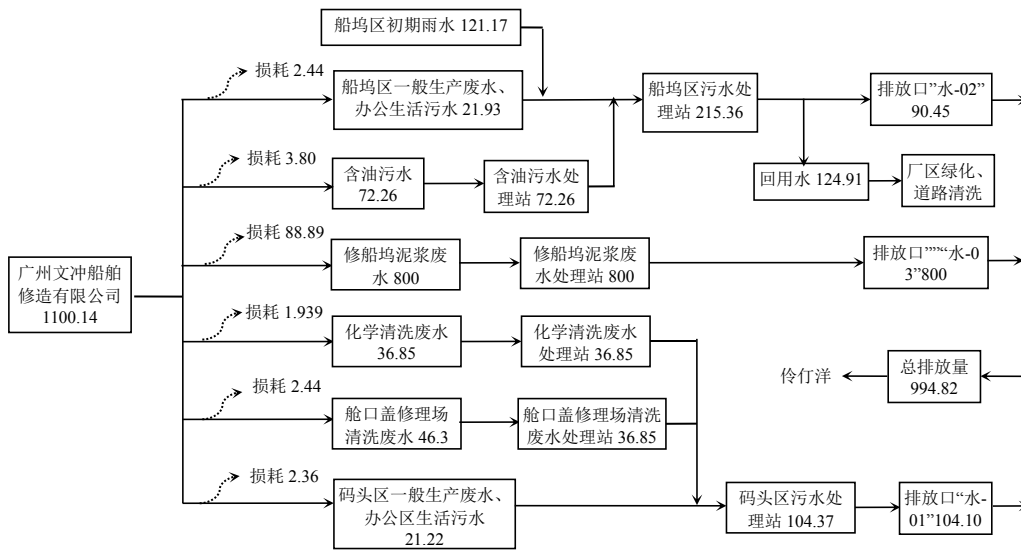 船坞区初期雨水 121.17
损耗 2.44
船坞区一般生产废水、
办公生活污水 21.93
船坞区污水处
理站 215.36
排放口”水-02”
90.45
损耗 3.80
含油污水
72.26
含油污水处
理站 72.26
回用水 124.91
厂区绿化、
道路清洗
损耗 88.89
修船坞泥浆废
水 800
修船坞泥浆废
水处理站 800
排放口””“水-0
3”800
广州文冲船舶
修造有限公司
1100.14
损耗 1.939
化学清洗废水
36.85
化学清洗废水
处理站 36.85
伶仃洋
总排放量
994.82
损耗 2.44
舱口盖修理场
清洗废水 46.3
舱口盖修理场清洗
废水处理站 36.85
损耗 2.36
码头区一般生产废水、
办公区生活污水
21.22
码头区污水处
理站 104.37
排放口“水-
01”104.10